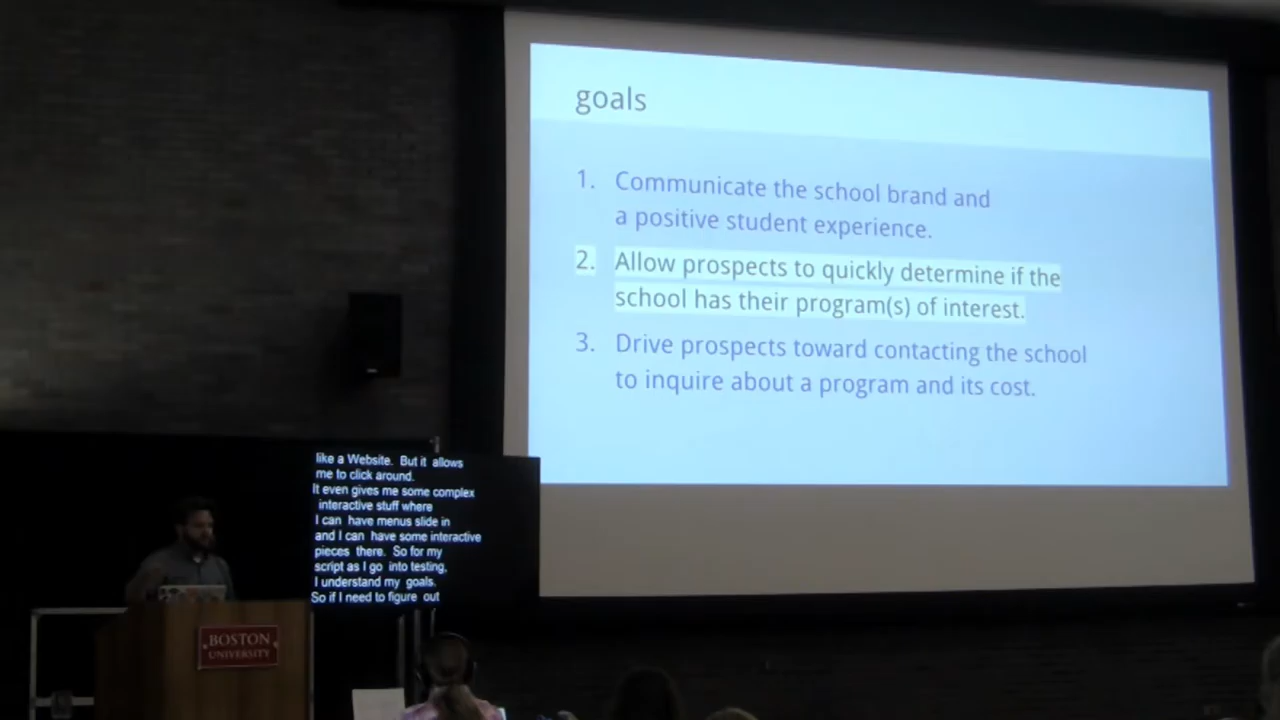 goals
1. Communicate the school brand and
a positive student experience.
2. Allow prospects to quickly determine if the
school has their program(s) of interest.
3. Drive prospects toward contacting the school
to inquire about a program and its cost.
like a Website. But it allows
me to click around.
It even gives me some complex
interactive stuff where
I can have menus slide in
and I can have some interactive
pieces there. So for my
script as I go into testing,
I understand my goals.
So if I need to figure out
BOSTON
UNIVERSITY